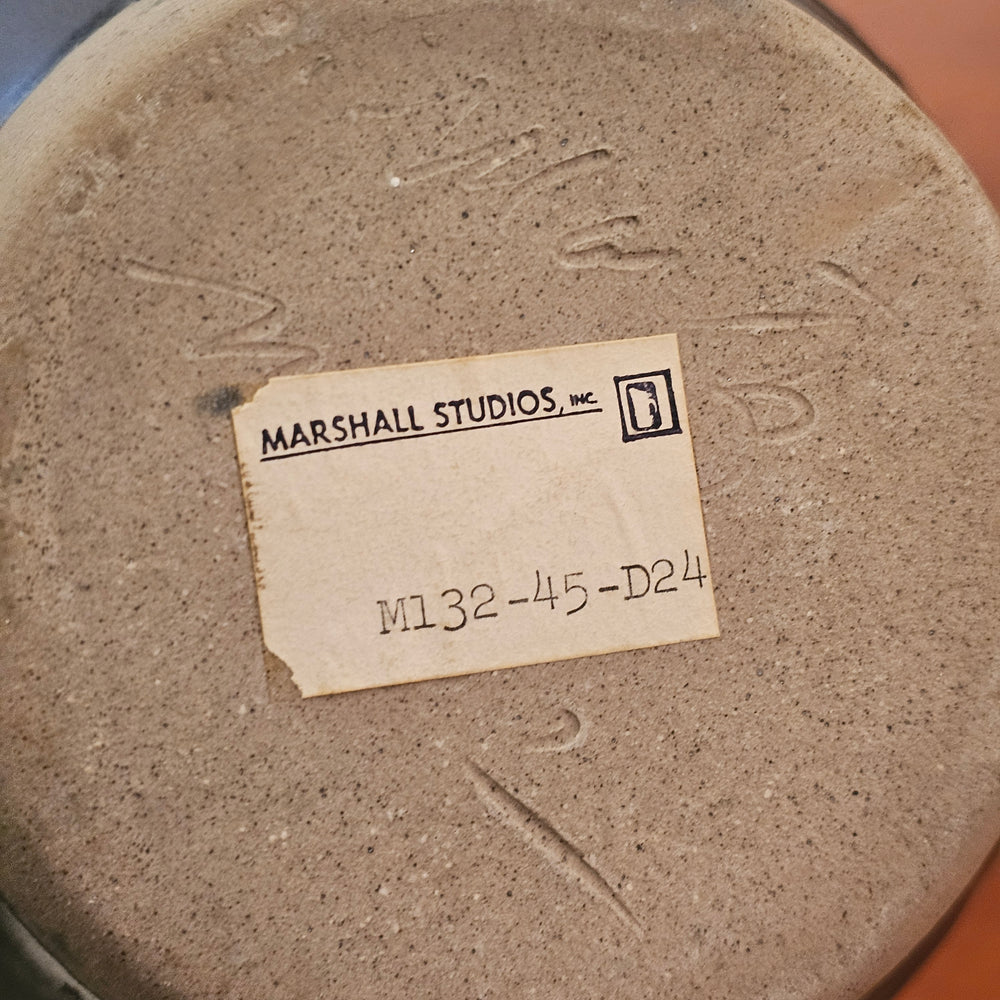 MARSHALL STUDIOS, INC.
M132-45-D24